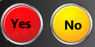 Yes No